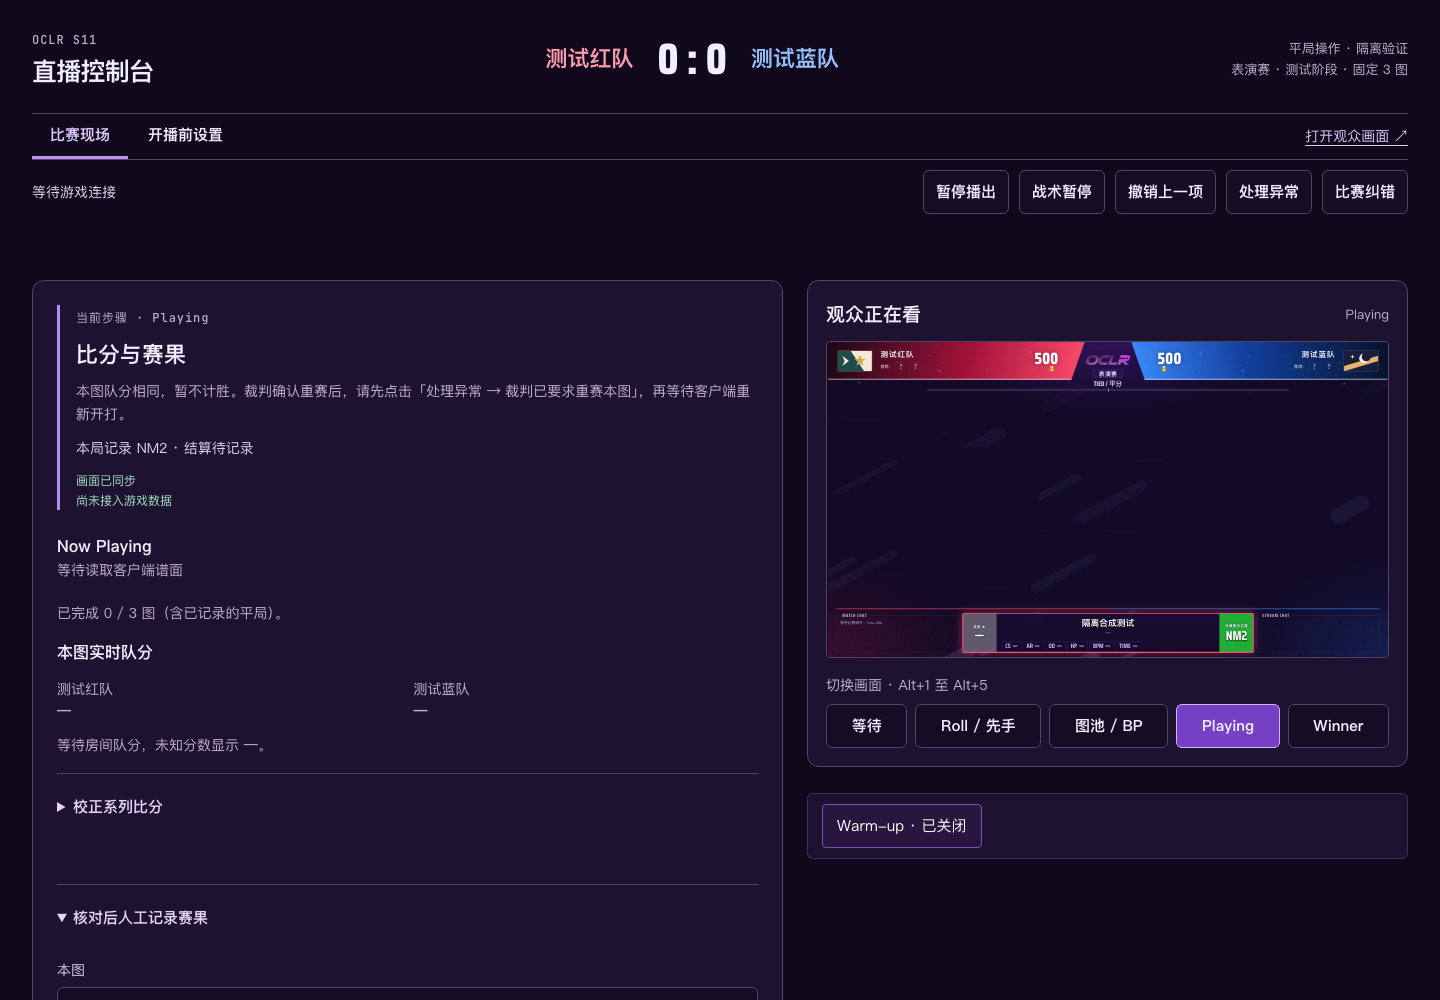 OCLR S11
直播控制台
测试红队 0:0 测试蓝队
平局操作 · 隔离验证
表演赛 · 测试阶段 · 固定 3 图
比赛现场 开播前设置
打开观众画面 ↗
等待游戏连接
暂停播出 战术暂停 撤销上一项 处理异常 比赛纠错
当前步骤 · Playing
比分与赛果
本图队分相同，暂不计胜。裁判确认重赛后，请先点击「处理异常 → 裁判已要求重赛本图」，再等待客户端重
新开打。
本局记录 NM2 · 结算待记录
画面已同步
尚未接入游戏数据
Now Playing
等待读取客户端谱面
已完成 0 / 3 图（含已记录的平局）。
本图实时队分
测试红队 测试蓝队
— —
等待房间队分，未知分数显示 —。
▶ 校正系列比分
▼ 核对后人工记录赛果
本图
观众正在看 Playing
测试红队 500 OCLR 500 测试蓝队
? ? 表演赛 ? ?
TIED / 平分
MATCH CHAT STREAM CHAT
隔离合成测试
—
NM2
CS — AR — OD — HP — BPM — TIME —
切换画面 · Alt+1 至 Alt+5
等待 Roll / 先手 图池 / BP Playing Winner
Warm-up · 已关闭